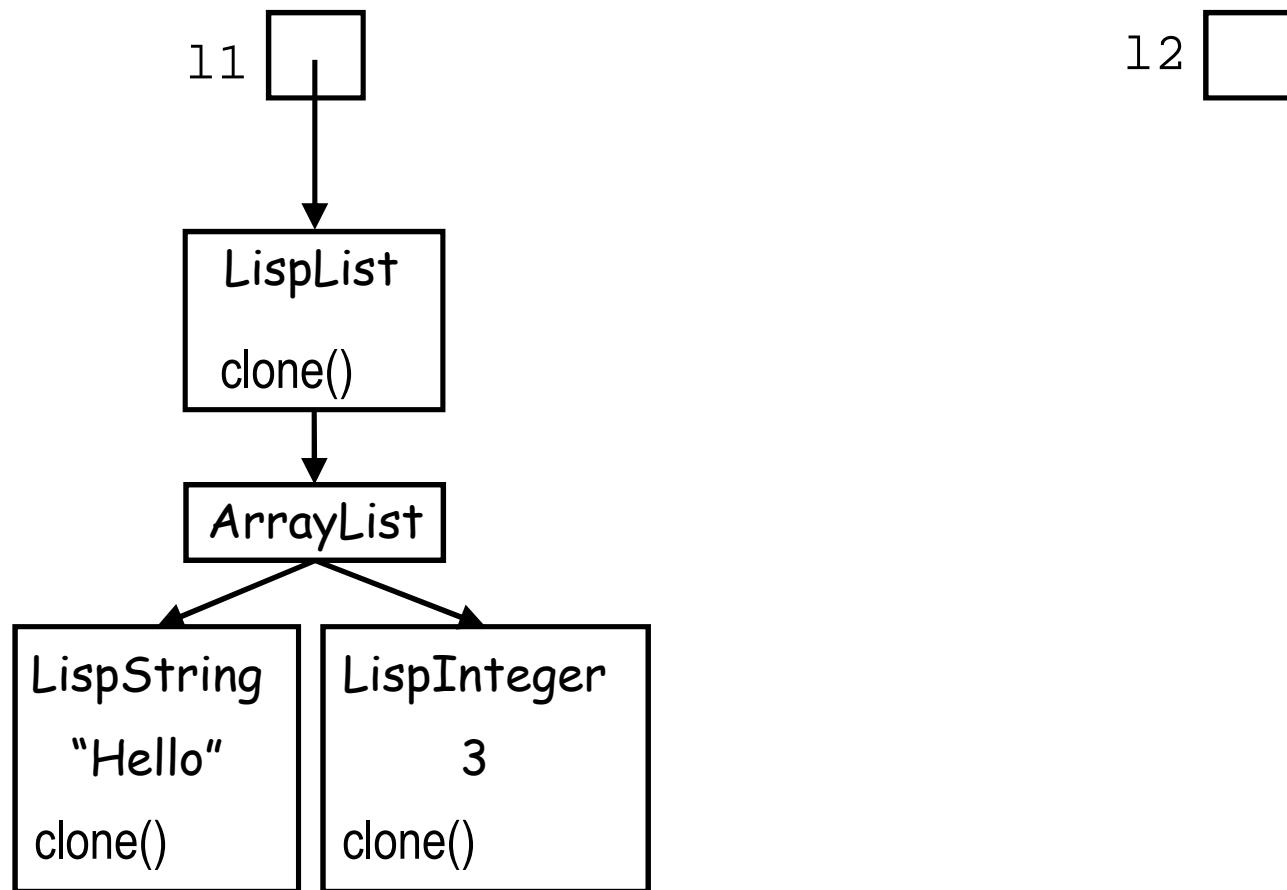 l1
l2
LispList
clone()
ArrayList
LispString
“Hello”
clone()
LispInteger
3
clone()